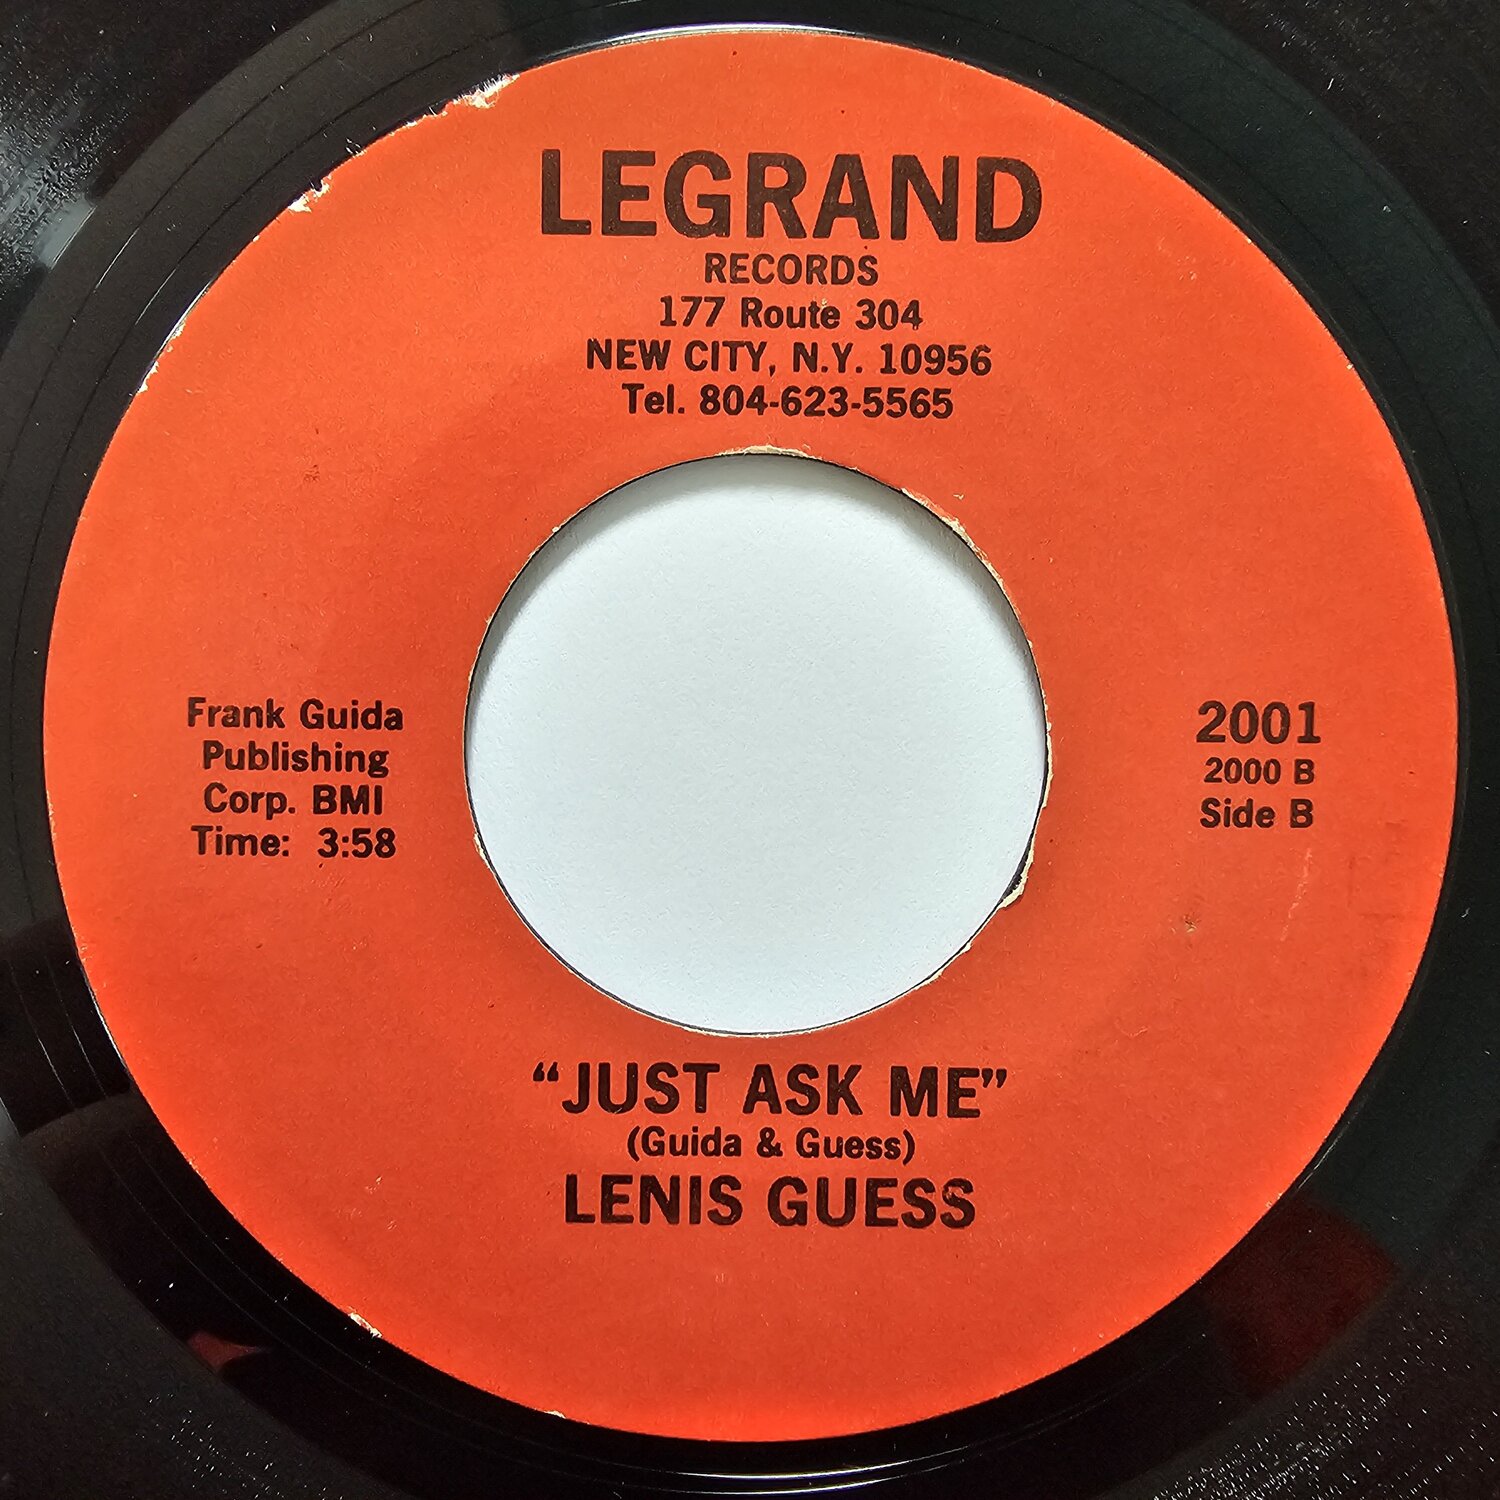 LEGRAND
RECORDS
177 Route 304
NEW CITY, N.Y. 10956
Tel. 804-623-5565
Frank Guida
Publishing
Corp. BMI
Time: 3:58
2001
2000 B
Side B
"JUST ASK ME"
(Guida & Guess)
LENIS GUESS